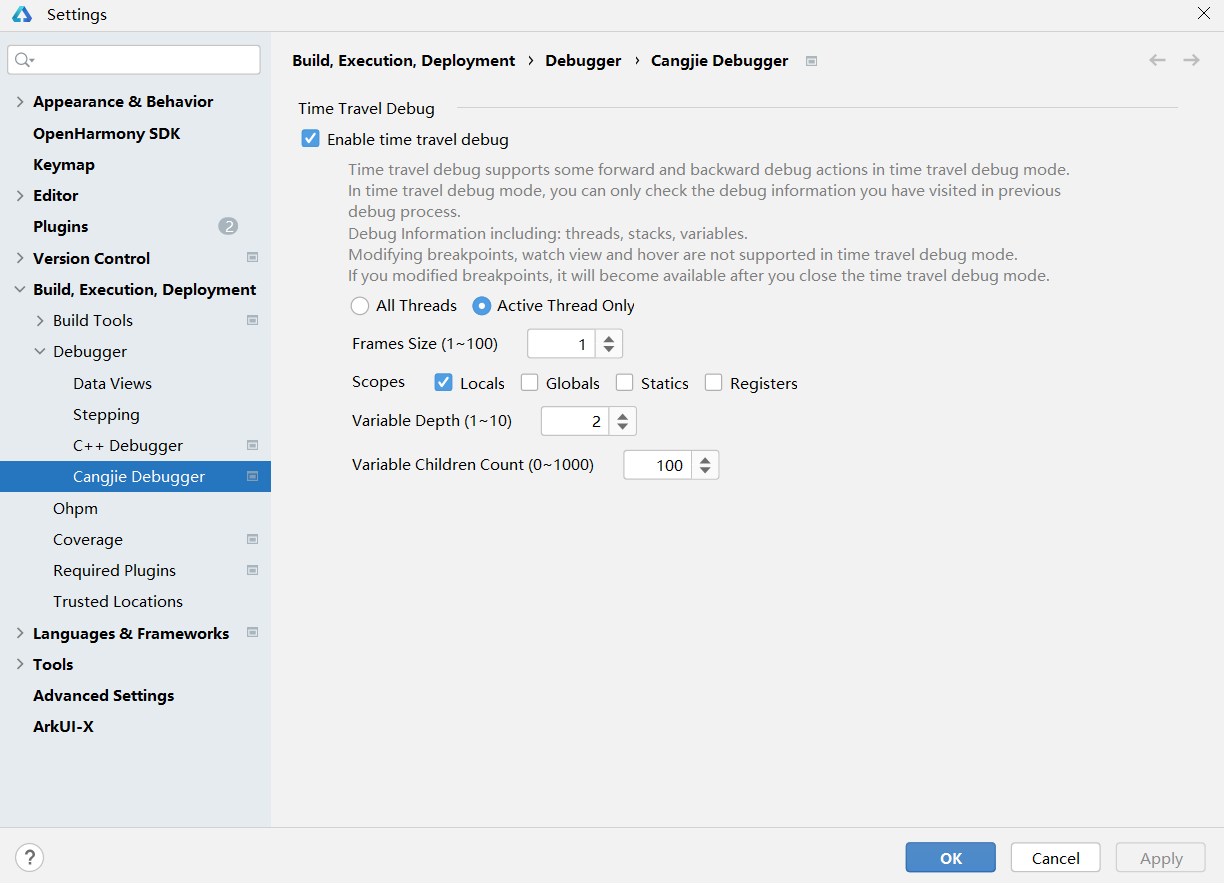 Settings
Appearance & Behavior
OpenHarmony SDK
Keymap
Editor
Plugins 2
Version Control
Build, Execution, Deployment
Build Tools
Debugger
Data Views
Stepping
C++ Debugger
Cangjie Debugger
Ohpm
Coverage
Required Plugins
Trusted Locations
Languages & Frameworks
Tools
Advanced Settings
ArkUI-X
Build, Execution, Deployment › Debugger › Cangjie Debugger
Time Travel Debug
Enable time travel debug
Time travel debug supports some forward and backward debug actions in time travel debug mode.
In time travel debug mode, you can only check the debug information you have visited in previous
debug process.
Debug Information including: threads, stacks, variables.
Modifying breakpoints, watch view and hover are not supported in time travel debug mode.
If you modified breakpoints, it will become available after you close the time travel debug mode.
All Threads Active Thread Only
Frames Size (1~100) 1
Scopes Locals Globals Statics Registers
Variable Depth (1~10) 2
Variable Children Count (0~1000) 100
? OK Cancel Apply